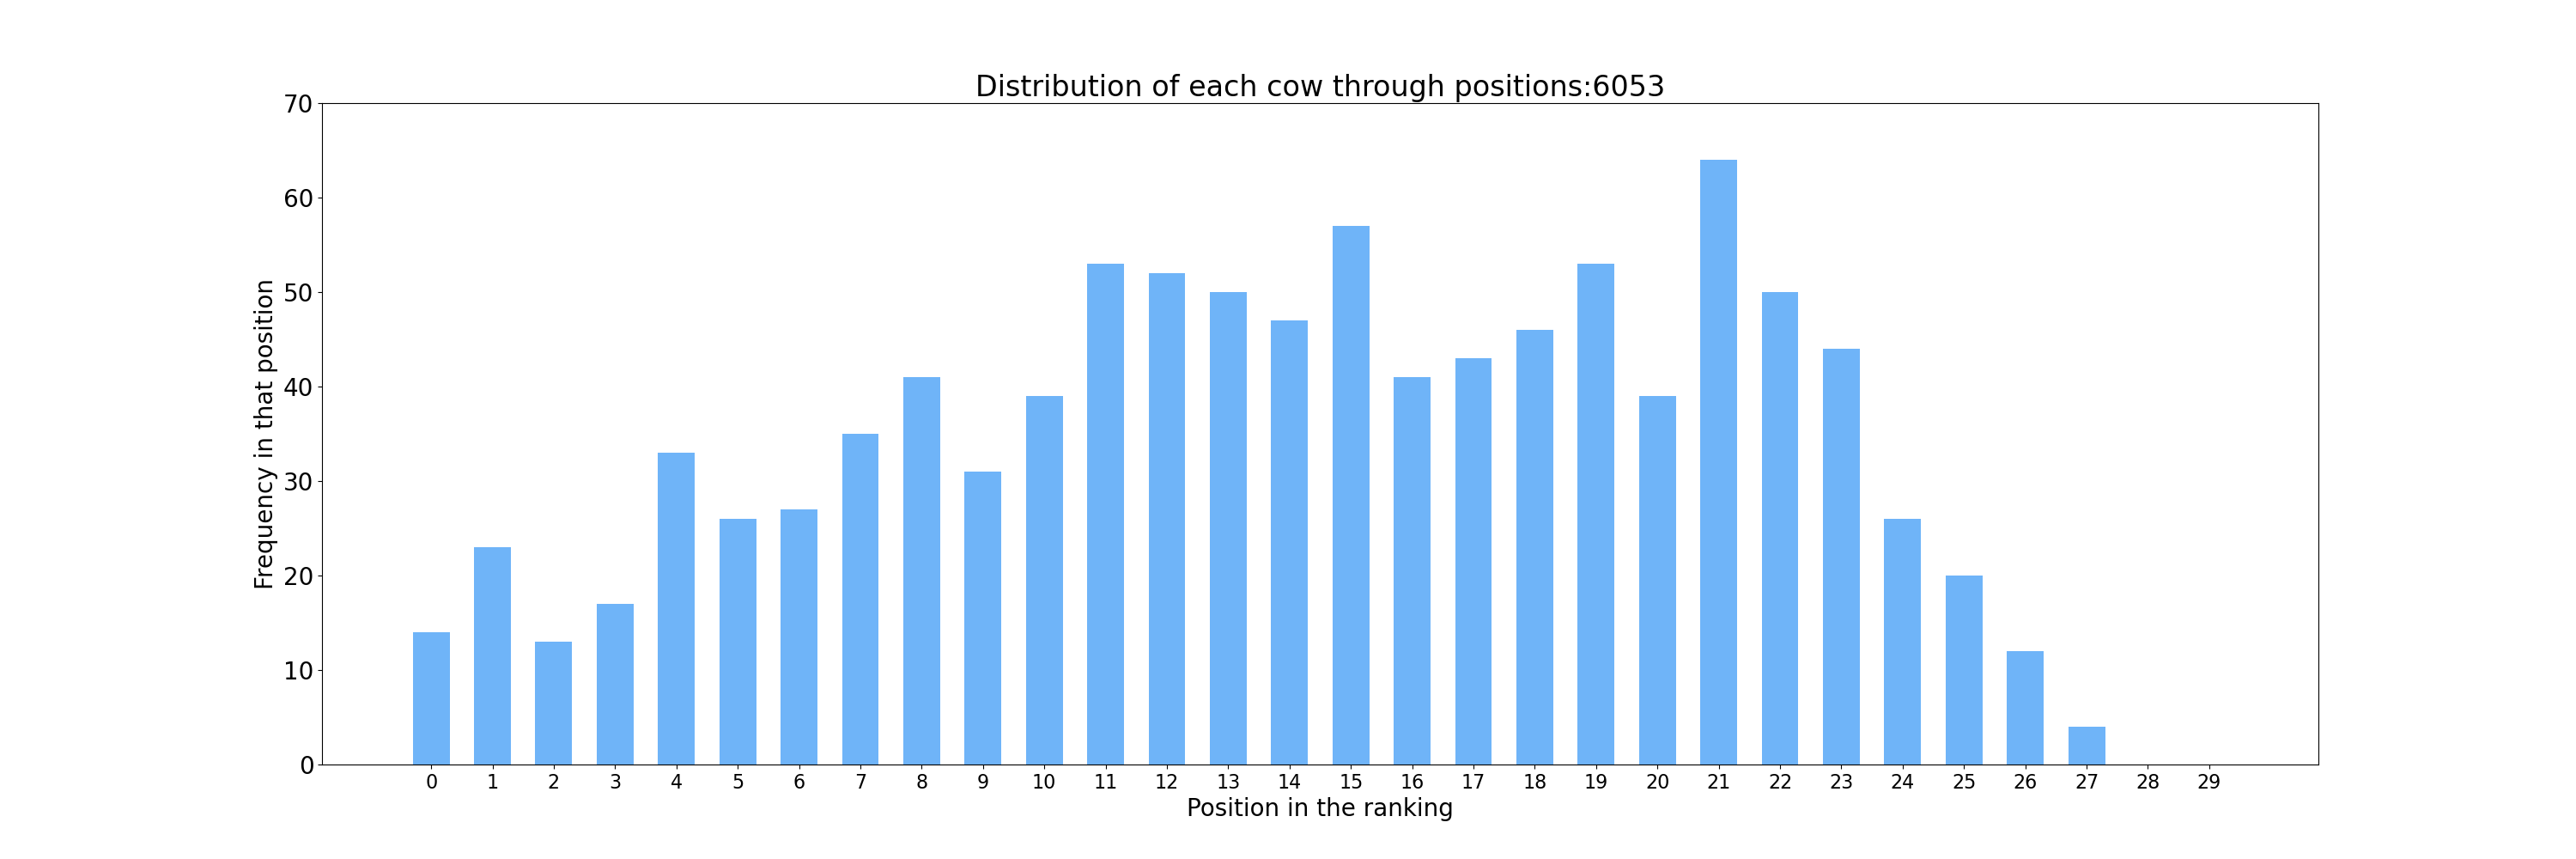 Distribution of each cow through positions:6053
70
60
50
40
30
20
10
0
Frequency in that position
0 1 2 3 4 5 6 7 8 9 10 11 12 13 14 15 16 17 18 19 20 21 22 23 24 25 26 27 28 29
Position in the ranking